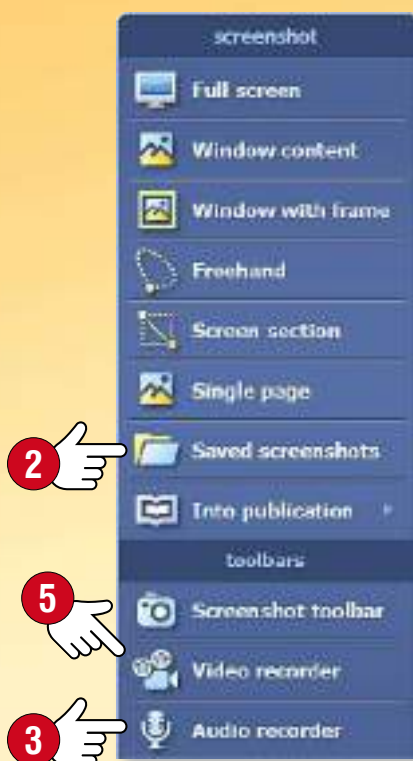 screenshot
Full screen
Window content
Window with frame
Freehand
Screen section
Single page
2 Saved screenshots
Into publication
toolbars
5 Screenshot toolbar
Video recorder
3 Audio recorder